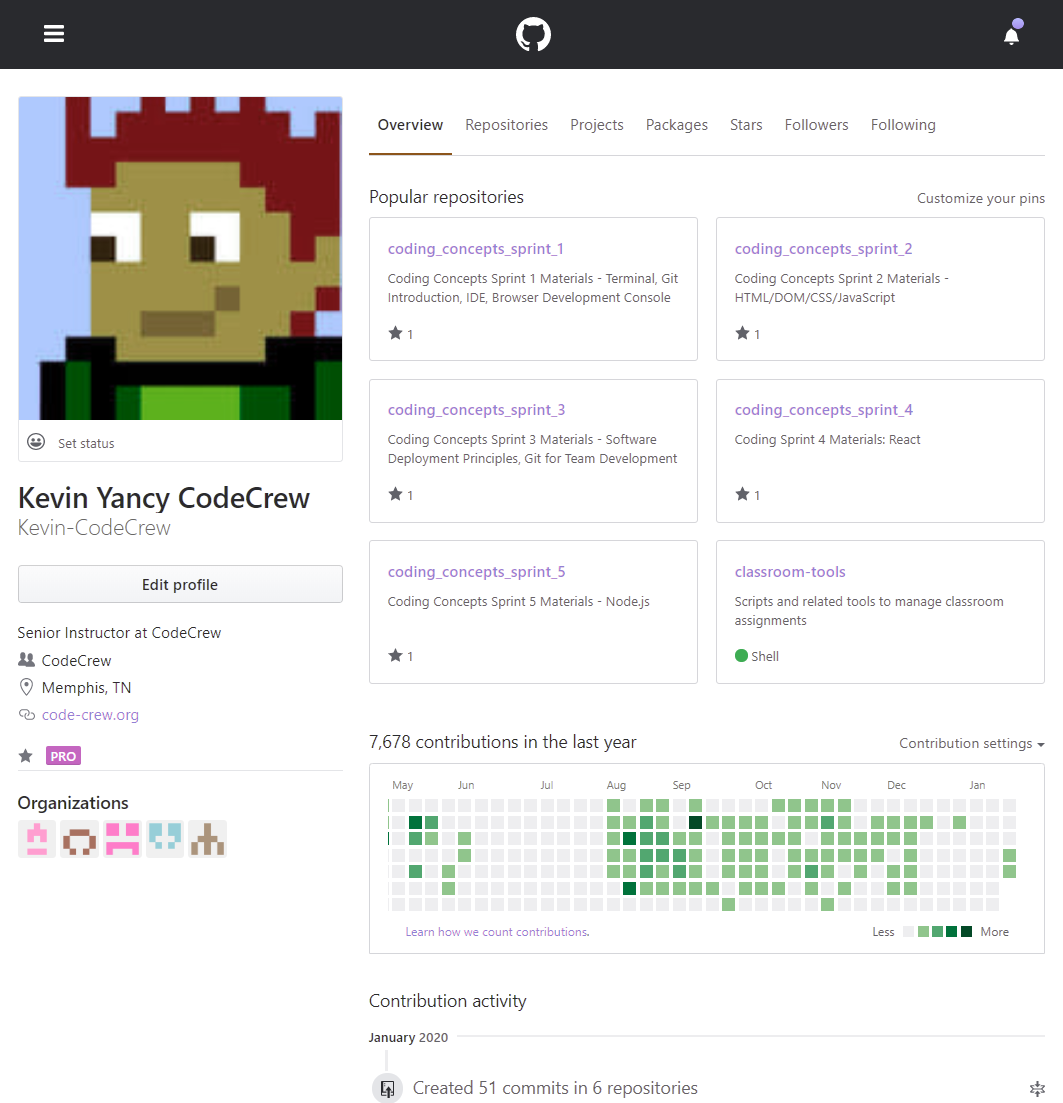 Overview Repositories Projects Packages Stars Followers Following
Popular repositories
Customize your pins
coding_concepts_sprint_1
Coding Concepts Sprint 1 Materials - Terminal, Git
Introduction, IDE, Browser Development Console
1
coding_concepts_sprint_2
Coding Concepts Sprint 2 Materials -
HTML/DOM/CSS/JavaScript
1
coding_concepts_sprint_3
Coding Concepts Sprint 3 Materials - Software
Deployment Principles, Git for Team Development
1
coding_concepts_sprint_4
Coding Sprint 4 Materials: React
1
coding_concepts_sprint_5
Coding Concepts Sprint 5 Materials - Node.js
1
classroom-tools
Scripts and related tools to manage classroom
assignments
Shell
Set status
Kevin Yancy CodeCrew
Kevin-CodeCrew
Edit profile
Senior Instructor at CodeCrew
CodeCrew
Memphis, TN
code-crew.org
PRO
Organizations
7,678 contributions in the last year
Contribution settings
May Jun Jul Aug Sep Oct Nov Dec Jan
Learn how we count contributions.
Less More
Contribution activity
January 2020
Created 51 commits in 6 repositories